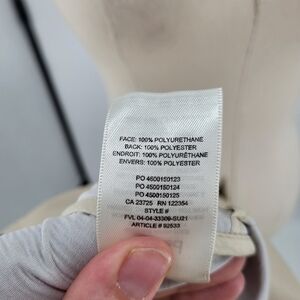 FACE: 100% POLYURETHANE
BACK: 100% POLYESTER
ENDROIT: 100% POLYURÉTHANE
ENVERS: 100% POLYESTER
PO 4500150123
PO 4500150124
PO 4500150125
CA 23725 RN 122354
STYLE #
FVL 04-04-33309-SU21
ARTICLE # 92533